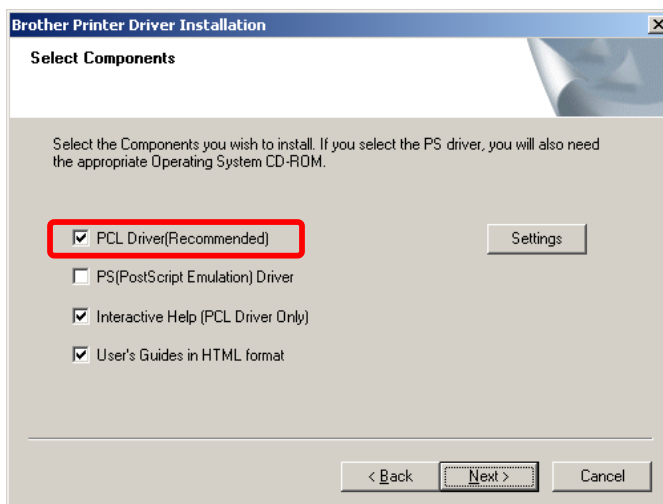 Brother Printer Driver Installation
Select Components
Select the Components you wish to install. If you select the PS driver, you will also need
the appropriate Operating System CD-ROM.
PCL Driver(Recommended)
Settings
PS(PostScript Emulation) Driver
Interactive Help (PCL Driver Only)
User's Guides in HTML format
< Back
Next >
Cancel